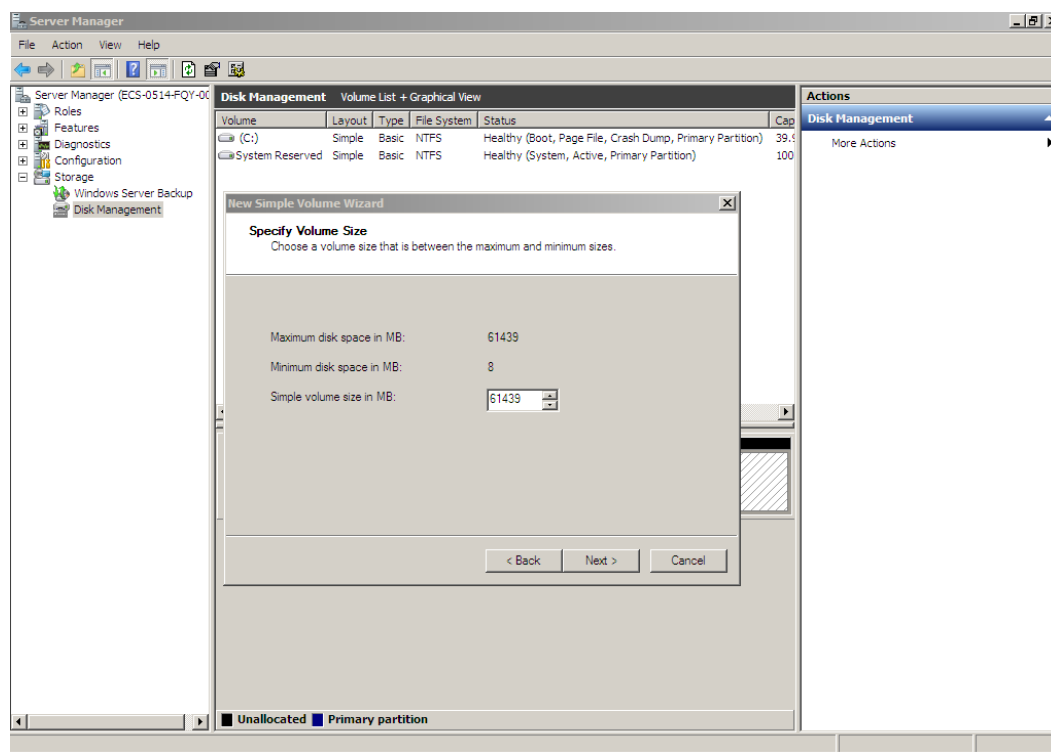 Server Manager
File Action View Help
Server Manager (ECS-0514-FQY-00
Roles
Features
Diagnostics
Configuration
Storage
Windows Server Backup
Disk Management
Disk Management Volume List + Graphical View
Volume Layout Type File System Status Cap
(C:) Simple Basic NTFS Healthy (Boot, Page File, Crash Dump, Primary Partition) 39.9
System Reserved Simple Basic NTFS Healthy (System, Active, Primary Partition) 100
New Simple Volume Wizard
Specify Volume Size
Choose a volume size that is between the maximum and minimum sizes.
Maximum disk space in MB: 61439
Minimum disk space in MB: 8
Simple volume size in MB: 61439
< Back Next > Cancel
Unallocated Primary partition
Actions
Disk Management
More Actions